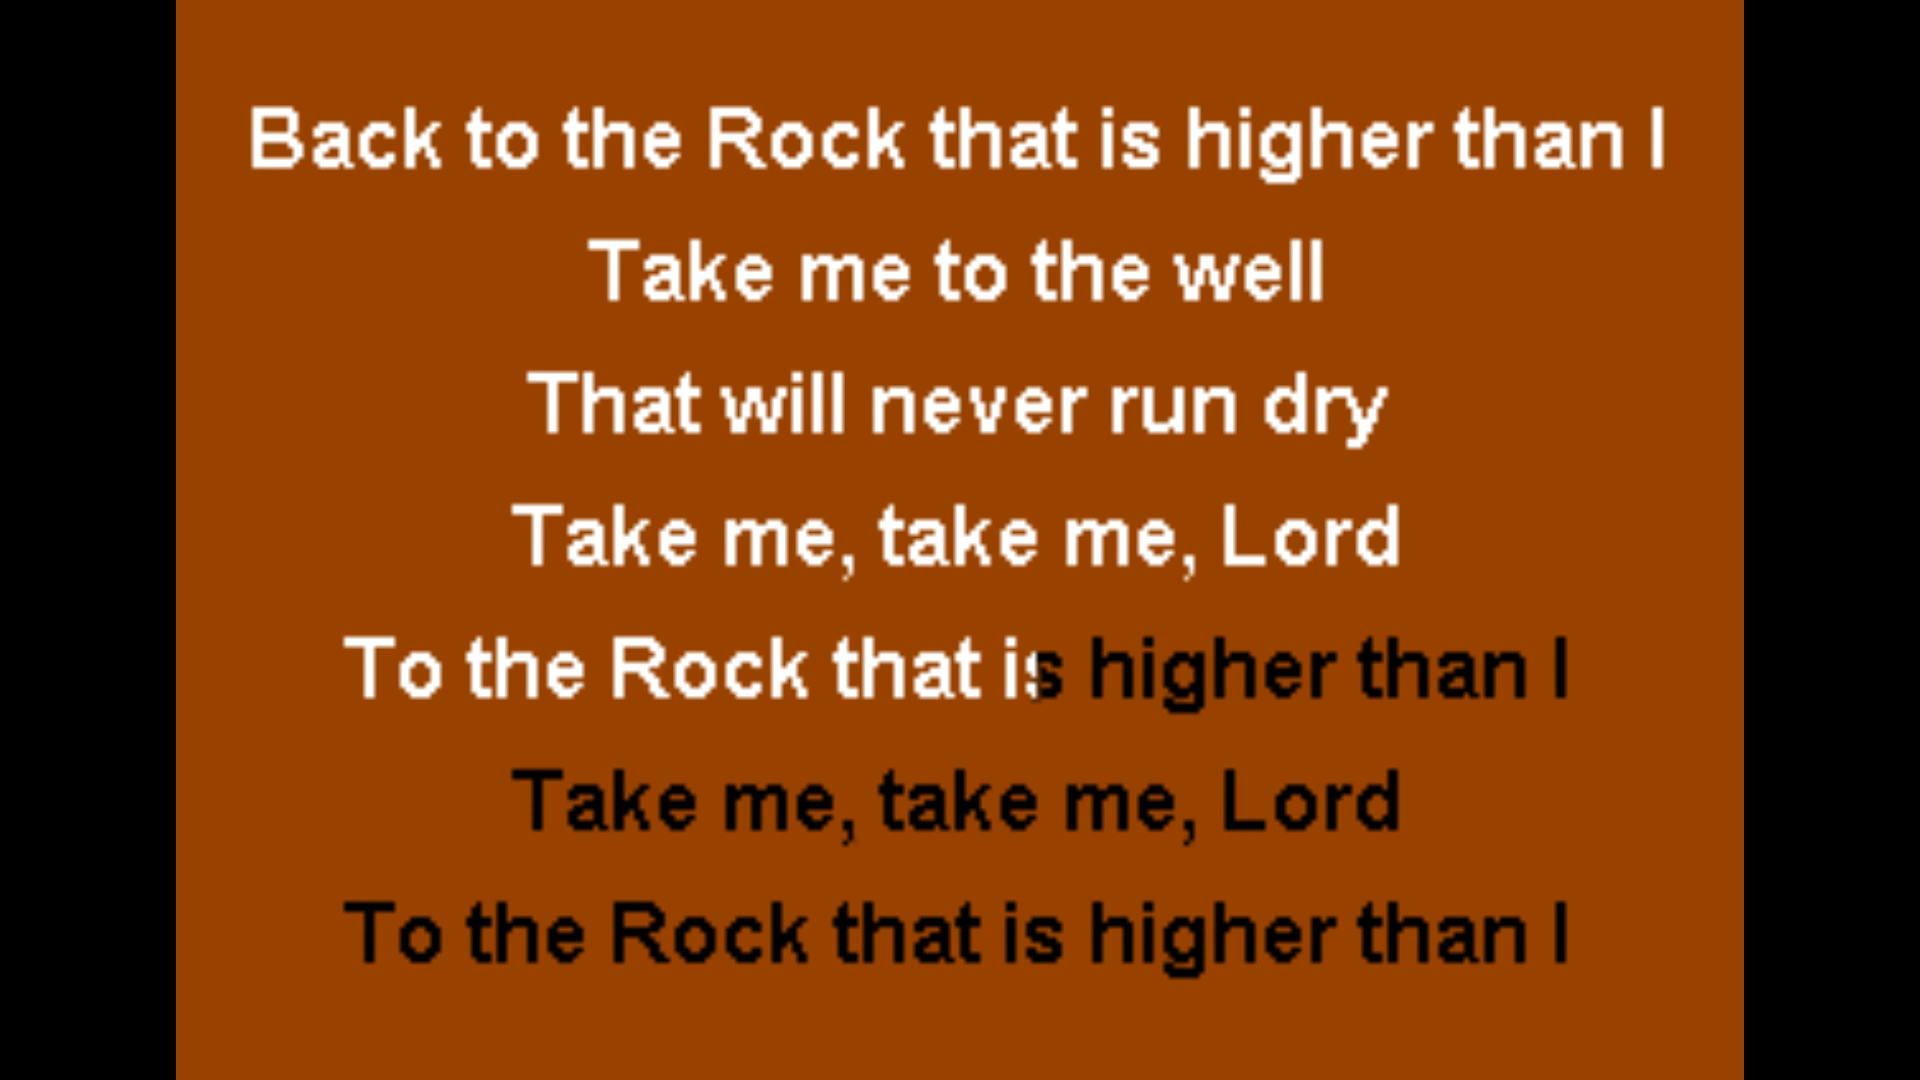 Back to the Rock that is higher than I
Take me to the well
That will never run dry
Take me, take me, Lord
To the Rock that is higher than I
Take me, take me, Lord
To the Rock that is higher than I